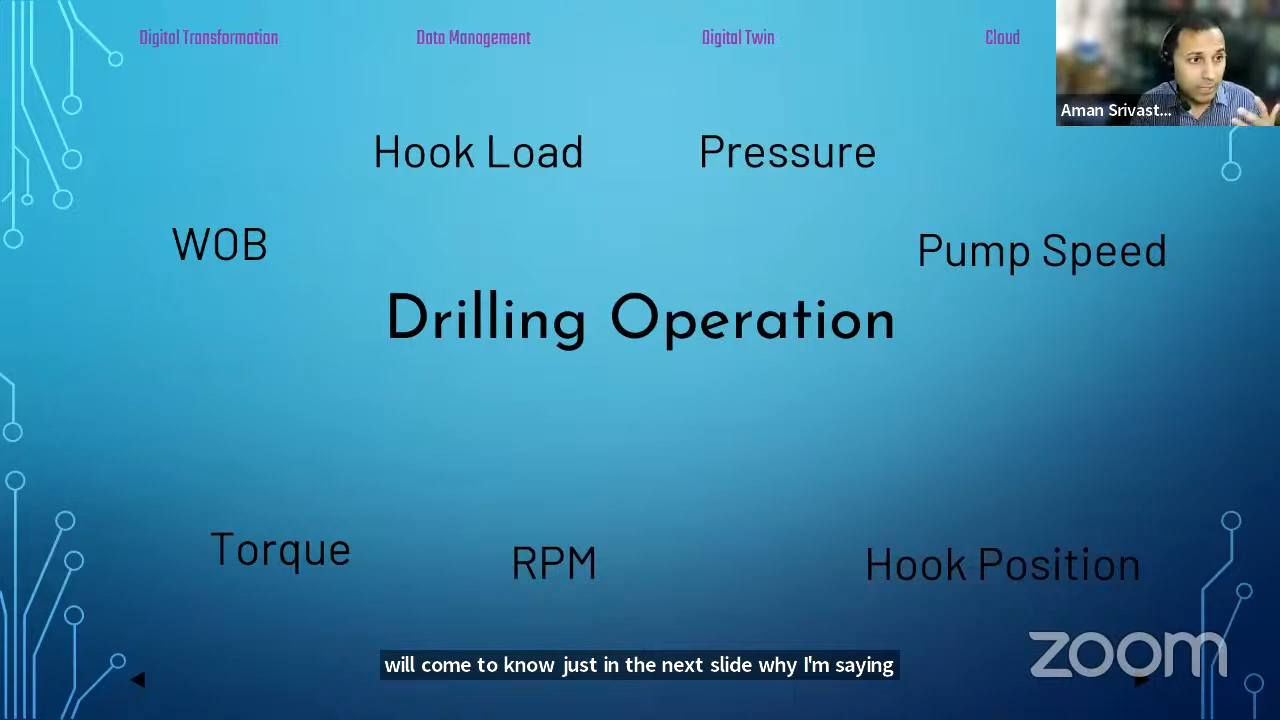 Digital Transformation
Data Management
Digital Twin
Cloud
Aman Srivast...
Hook Load
Pressure
WOB
Pump Speed
Drilling Operation
Torque
RPM
Hook Position
zoom
will come to know just in the next slide why I'm saying